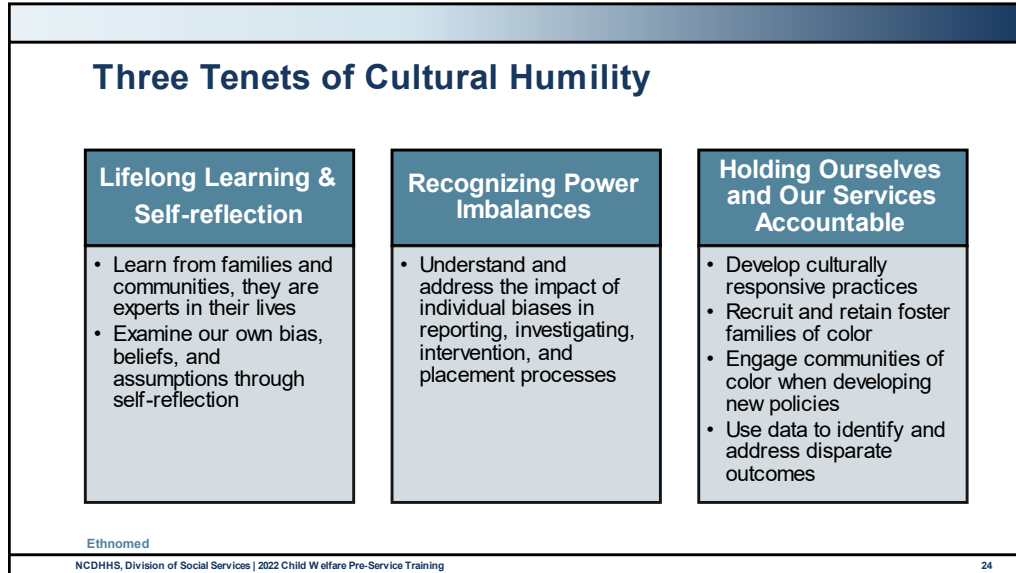 Three Tenets of Cultural Humility
Lifelong Learning &
Self-reflection
• Learn from families and
communities, they are
experts in their lives
• Examine our own bias,
beliefs, and
assumptions through
self-reflection
Recognizing Power
Imbalances
• Understand and
address the impact of
individual biases in
reporting, investigating,
intervention, and
placement processes
Holding Ourselves
and Our Services
Accountable
• Develop culturally
responsive practices
• Recruit and retain foster
families of color
• Engage communities of
color when developing
new policies
• Use data to identify and
address disparate
outcomes
Ethnomed
NCDHHS, Division of Social Services | 2022 Child Welfare Pre-Service Training 24